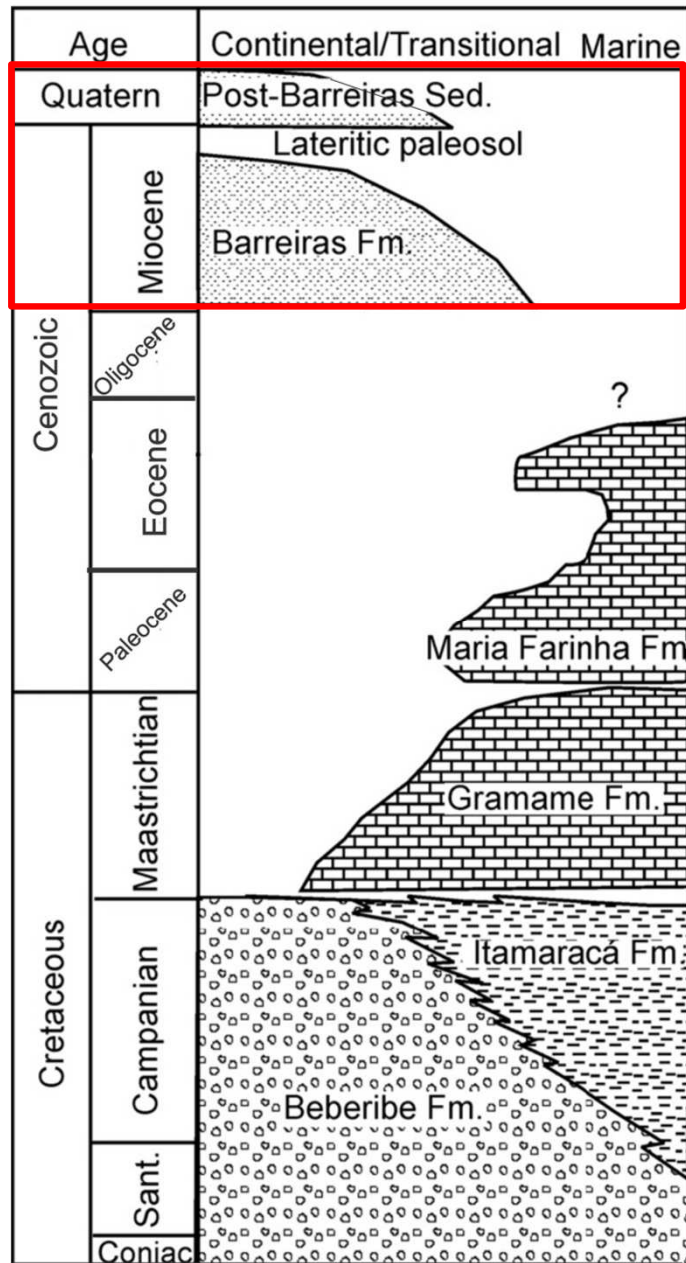 Age
Continental/Transitional Marine
Quatern
Post-Barreiras Sed.
Lateritic paleosol
Cenozoic
Miocene
Barreiras Fm.
Oligocene
?
Eocene
Paleocene
Maria Farinha Fm
Cretaceous
Maastrichtian
Gramame Fm.
Campanian
Itamaracá Fm.
Beberibe Fm.
Sant.
Coniac